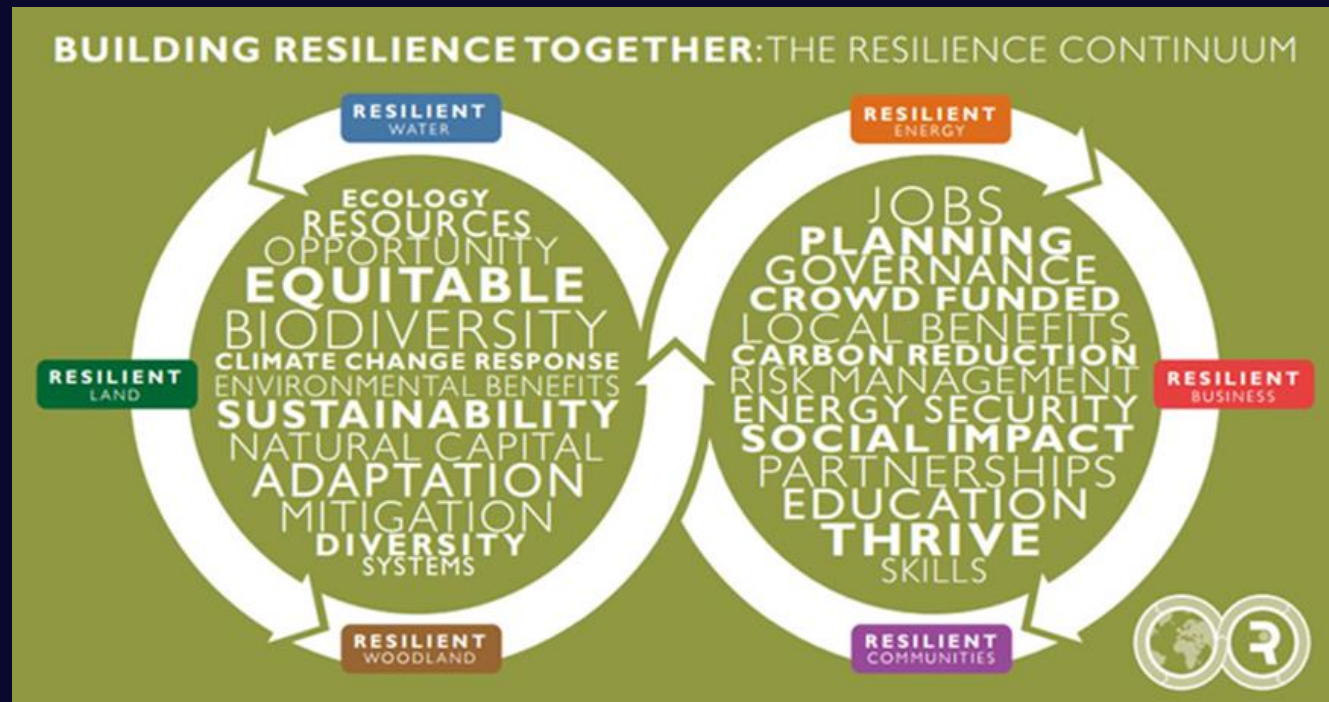 BUILDING RESILIENCE TOGETHER: THE RESILIENCE CONTINUUM
RESILIENT
WATER
RESILIENT
LAND
RESILIENT
WOODLAND
ECOLOGY
RESOURCES
OPPORTUNITY
EQUITABLE
BIODIVERSITY
CLIMATE CHANGE RESPONSE
ENVIRONMENTAL BENEFITS
SUSTAINABILITY
NATURAL CAPITAL
ADAPTATION
MITIGATION
DIVERSITY
SYSTEMS
RESILIENT
ENERGY
RESILIENT
BUSINESS
RESILIENT
COMMUNITIES
JOBS
PLANNING
GOVERNANCE
CROWD FUNDED
LOCAL BENEFITS
CARBON REDUCTION
RISK MANAGEMENT
ENERGY SECURITY
SOCIAL IMPACT
PARTNERSHIPS
EDUCATION
THRIVE
SKILLS
R